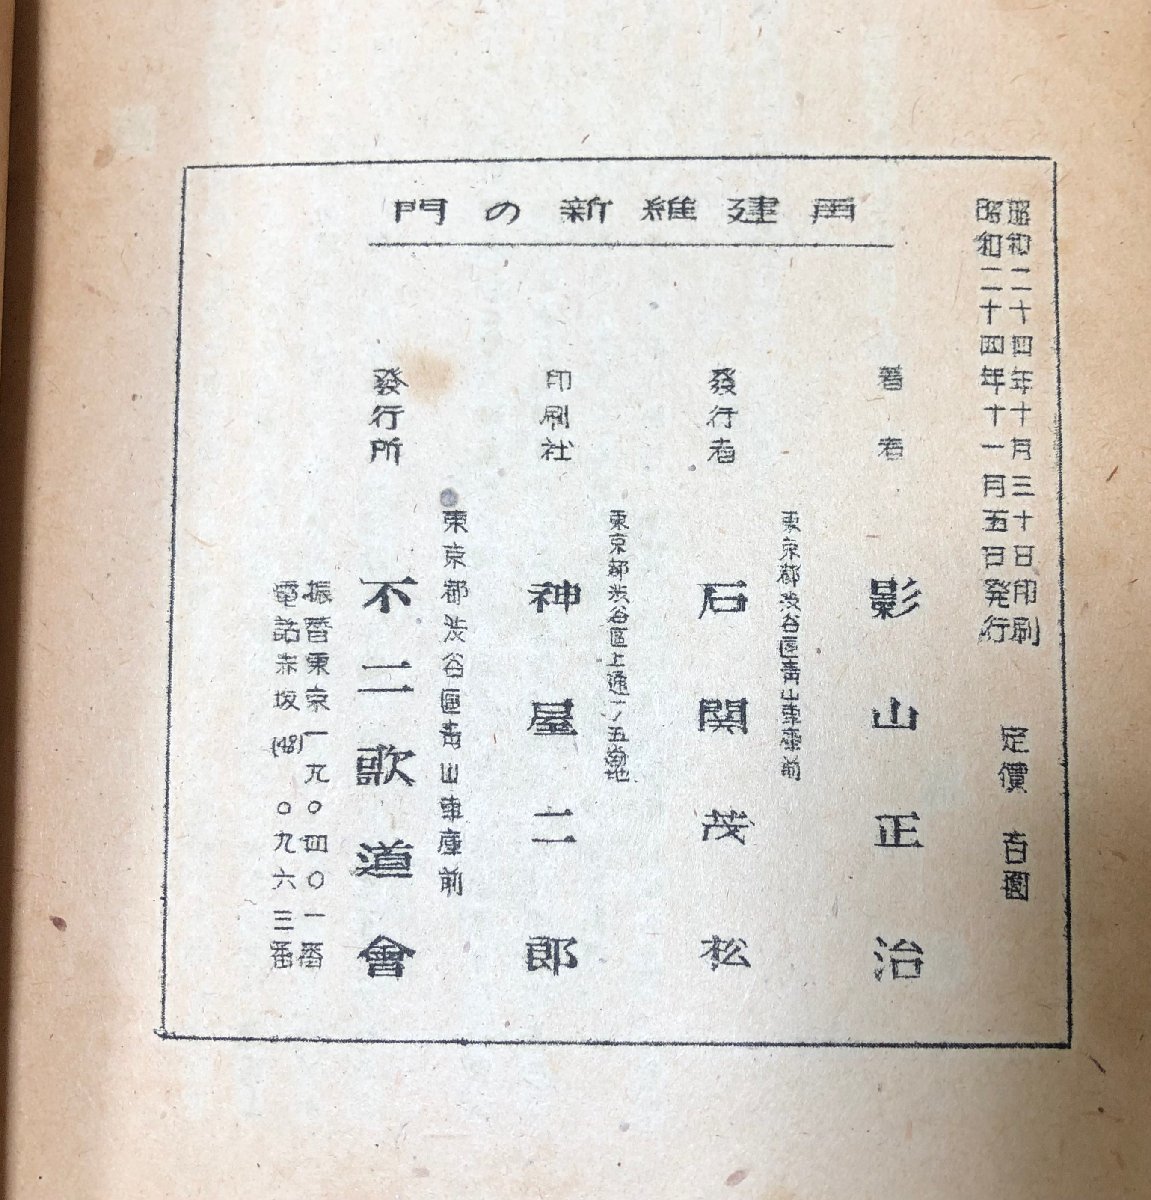 再建維新の門
昭和二十四年十月三十日印刷
昭和二十四年十一月五日発行
定價 百圓
著者 影山正治
東京都渋谷區青山車庫前
發行者 石関茂松
東京都渋谷區上通一ノ五番地
印刷社 神屋二郎
東京都渋谷區青山車庫前
發行所 不二歌道會
振替東京一九〇四〇一番
電話赤坂(48)〇九六三番